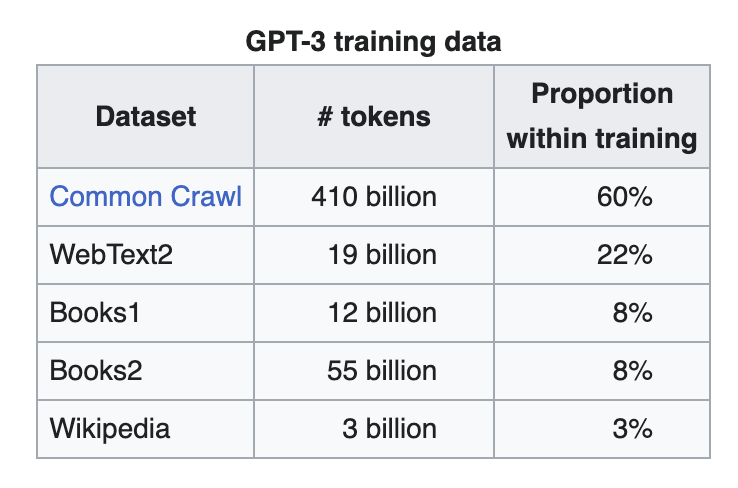 GPT-3 training data
Dataset # tokens Proportion within training
Common Crawl 410 billion 60%
WebText2 19 billion 22%
Books1 12 billion 8%
Books2 55 billion 8%
Wikipedia 3 billion 3%